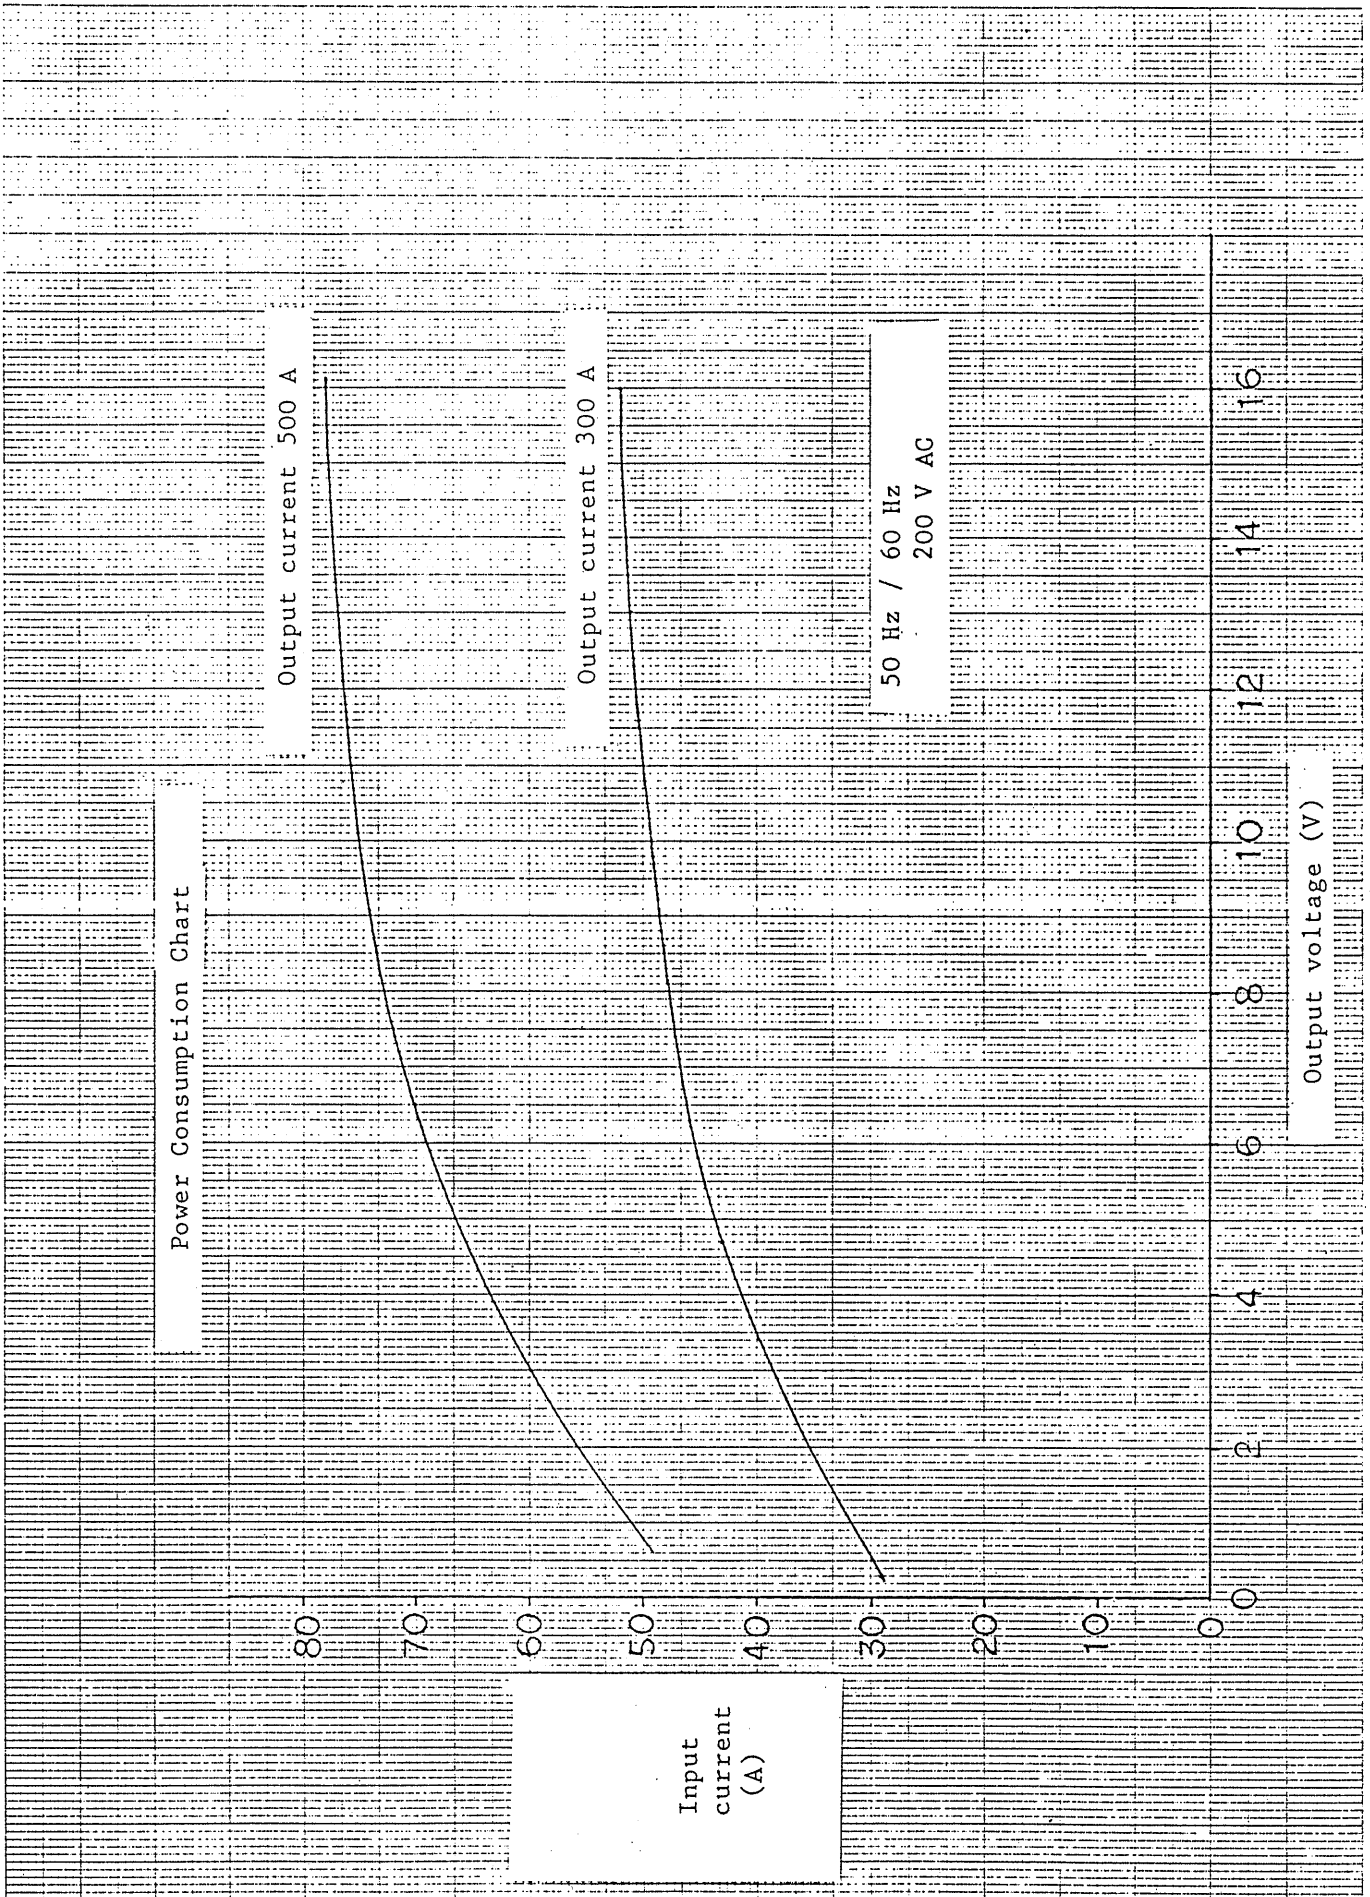 Power Consumption Chart
Output current 500 A
Output current 300 A
50 Hz / 60 Hz
200 V AC
Input
current
(A)
80
70
60
50
40
30
20
10
0
0
2
4
6
8
10
12
14
16
Output voltage (V)